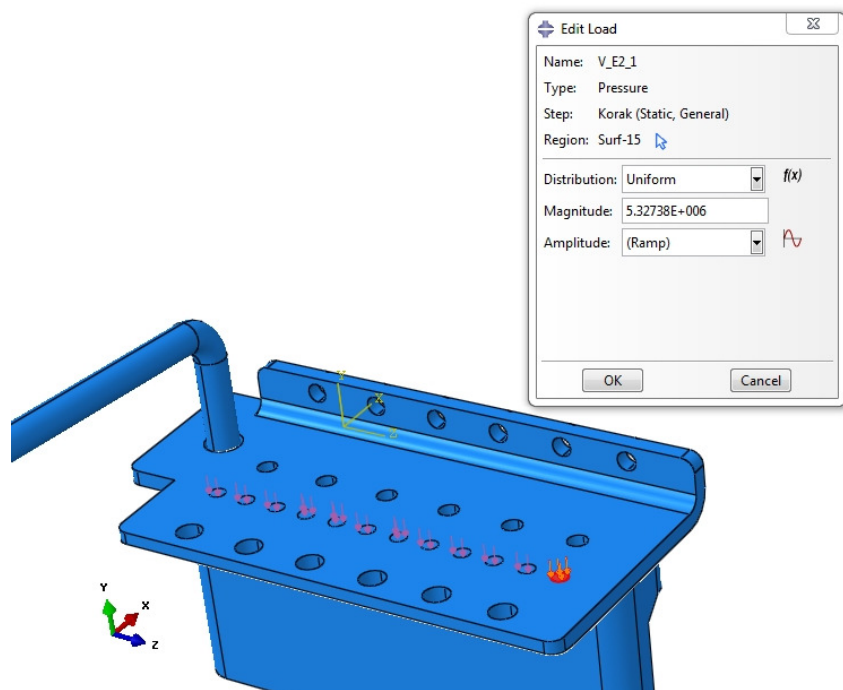 Edit Load
Name: V_E2_1
Type: Pressure
Step: Korak (Static, General)
Region: Surf-15
Distribution: Uniform f(x)
Magnitude: 5.32738E+006
Amplitude: (Ramp)
OK Cancel
Y
X
Z
Y
X
Z